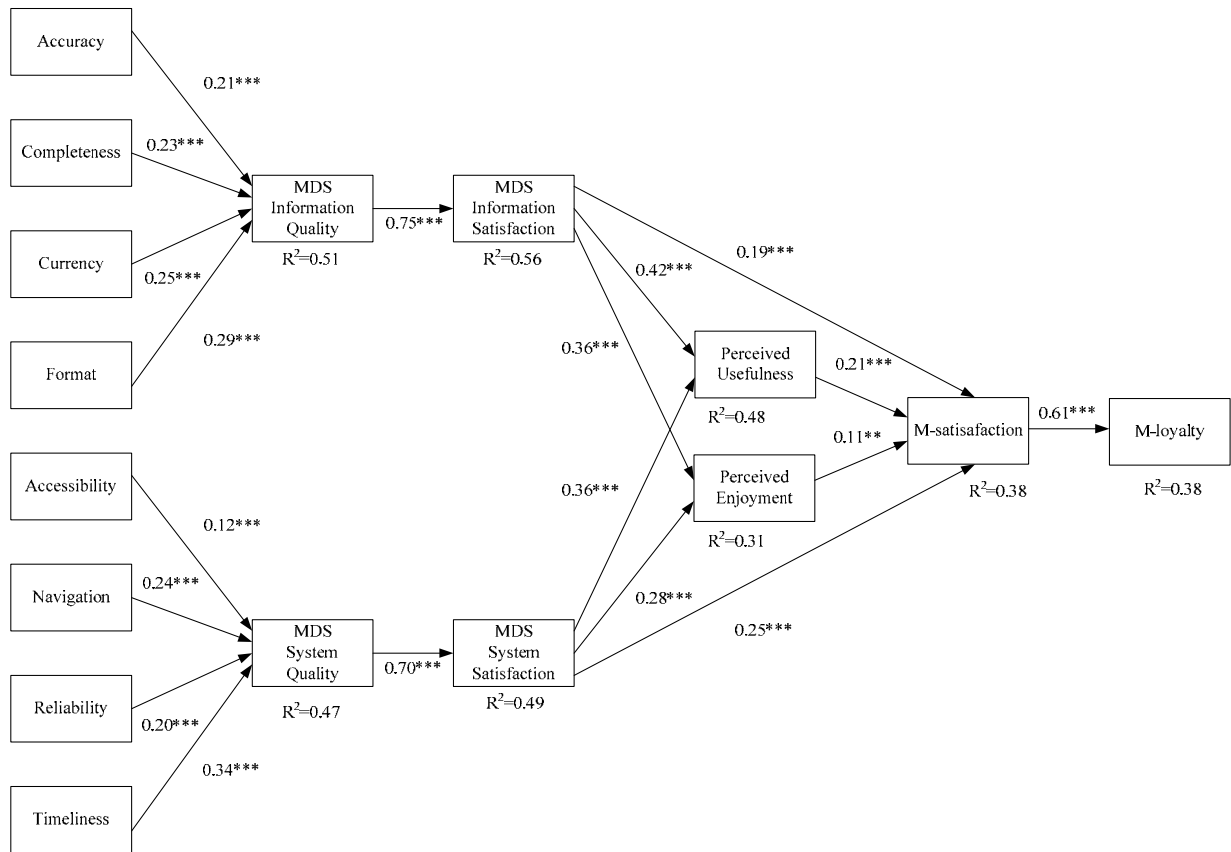 Accuracy
0.21***
Completeness
0.23***
MDS
Information
Quality
R²=0.51
0.75***
MDS
Information
Satisfaction
R²=0.56
0.19***
Currency
0.25***
0.42***
Format
0.29***
0.36***
Perceived
Usefulness
R²=0.48
0.21***
M-satisafaction
R²=0.38
0.61***
M-loyalty
R²=0.38
0.11**
Accessibility
0.12***
0.36***
Perceived
Enjoyment
R²=0.31
Navigation
0.24***
0.28***
0.25***
MDS
System
Quality
R²=0.47
0.70***
MDS
System
Satisfaction
R²=0.49
Reliability
0.20***
0.34***
Timeliness